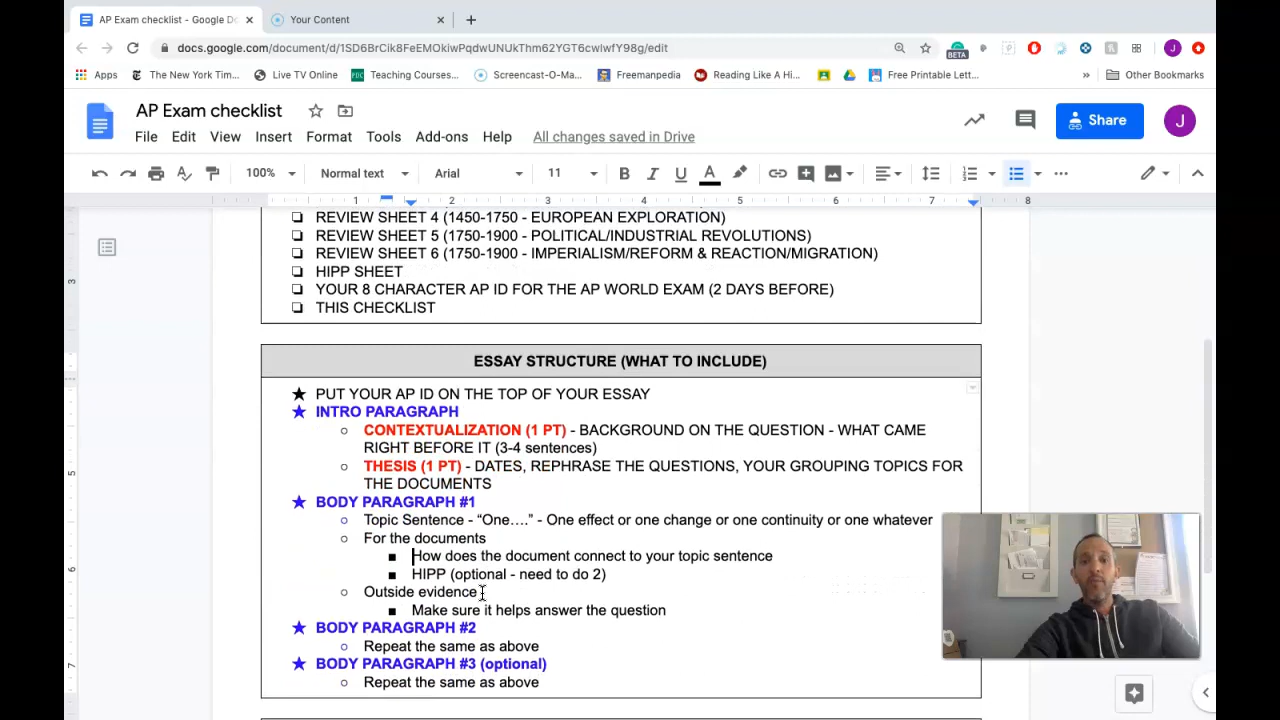 AP Exam checklist - Google Do
Your Content
docs.google.com/document/d/1SD6BrCik8FeEMOkiwPqdwUNUkThm62YGT6cwIwfY98g/edit
BETA
J
Apps
The New York Tim...
Live TV Online
Teaching Courses...
Screencast-O-Ma...
Freemanpedia
Reading Like A Hi...
Free Printable Lett...
Other Bookmarks
AP Exam checklist
File Edit View Insert Format Tools Add-ons Help All changes saved in Drive
Share
J
100% Normal text Arial 11
1 2 3 4 5 6 7 8
REVIEW SHEET 4 (1450-1750 - EUROPEAN EXPLORATION)
REVIEW SHEET 5 (1750-1900 - POLITICAL/INDUSTRIAL REVOLUTIONS)
REVIEW SHEET 6 (1750-1900 - IMPERIALISM/REFORM & REACTION/MIGRATION)
HIPP SHEET
YOUR 8 CHARACTER AP ID FOR THE AP WORLD EXAM (2 DAYS BEFORE)
THIS CHECKLIST
ESSAY STRUCTURE (WHAT TO INCLUDE)
PUT YOUR AP ID ON THE TOP OF YOUR ESSAY
INTRO PARAGRAPH
CONTEXTUALIZATION (1 PT) - BACKGROUND ON THE QUESTION - WHAT CAME
RIGHT BEFORE IT (3-4 sentences)
THESIS (1 PT) - DATES, REPHRASE THE QUESTIONS, YOUR GROUPING TOPICS FOR
THE DOCUMENTS
BODY PARAGRAPH #1
Topic Sentence - “One….” - One effect or one change or one continuity or one whatever
For the documents
How does the document connect to your topic sentence
HIPP (optional - need to do 2)
Outside evidence
Make sure it helps answer the question
BODY PARAGRAPH #2
Repeat the same as above
BODY PARAGRAPH #3 (optional)
Repeat the same as above